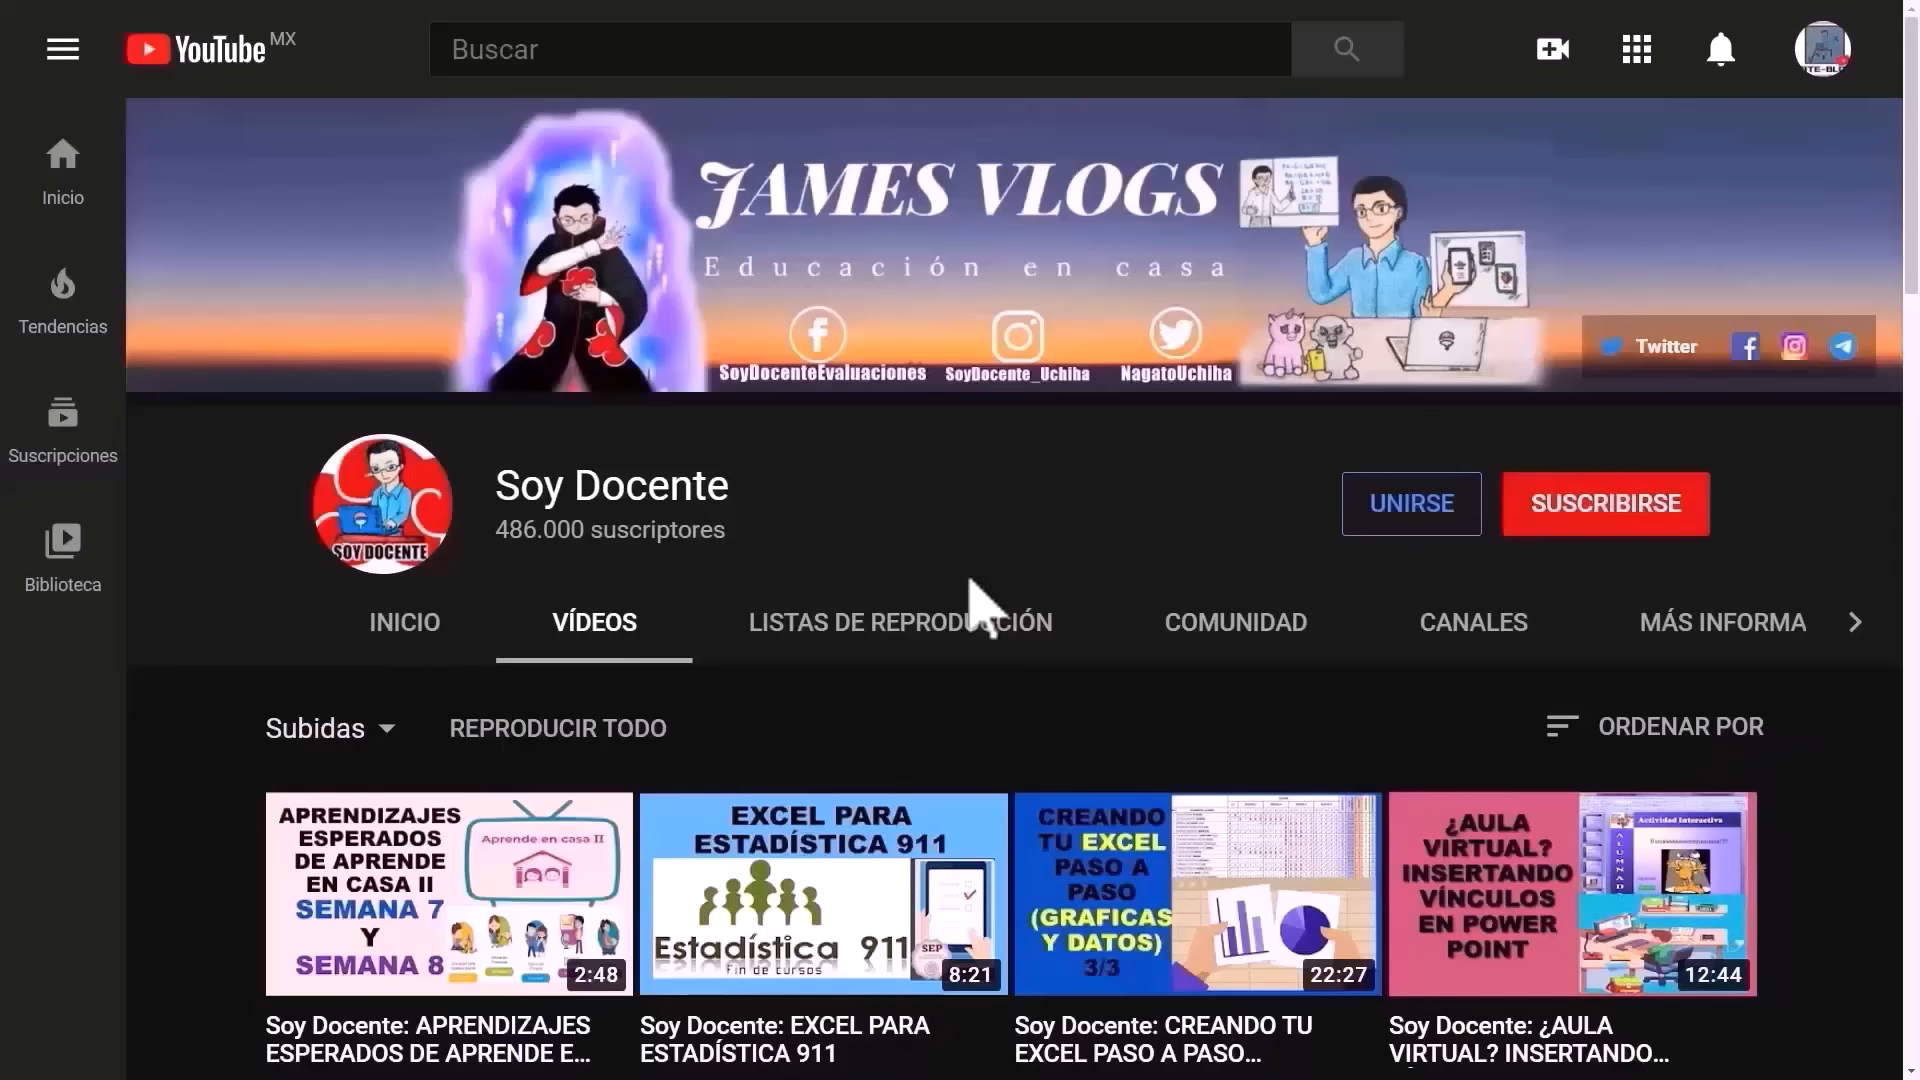 YouTube MX
Buscar
Inicio
Tendencias
Suscripciones
Biblioteca
JAMES VLOGS
Educación en casa
SoyDocenteEvaluaciones
SoyDocente_Uchiha
NagatoUchiha
Twitter
SOY DOCENTE
Soy Docente
486.000 suscriptores
UNIRSE
SUSCRIBIRSE
INICIO
VÍDEOS
LISTAS DE REPRODUCCIÓN
COMUNIDAD
CANALES
MÁS INFORMA
Subidas
REPRODUCIR TODO
ORDENAR POR
APRENDIZAJES
ESPERADOS
DE APRENDE
EN CASA II
SEMANA 7
Y
SEMANA 8
Aprende en casa II
2:48
EXCEL PARA
ESTADÍSTICA 911
Estadística 911
Fin de cursos
SEP
8:21
CREANDO
TU EXCEL
PASO A
PASO
(GRAFICAS
Y DATOS)
3/3
22:27
¿AULA
VIRTUAL?
INSERTANDO
VÍNCULOS
EN POWER
POINT
Actividad Interactiva
12:44
Soy Docente: APRENDIZAJES
ESPERADOS DE APRENDE E...
Soy Docente: EXCEL PARA
ESTADÍSTICA 911
Soy Docente: CREANDO TU
EXCEL PASO A PASO...
Soy Docente: ¿AULA
VIRTUAL? INSERTANDO...